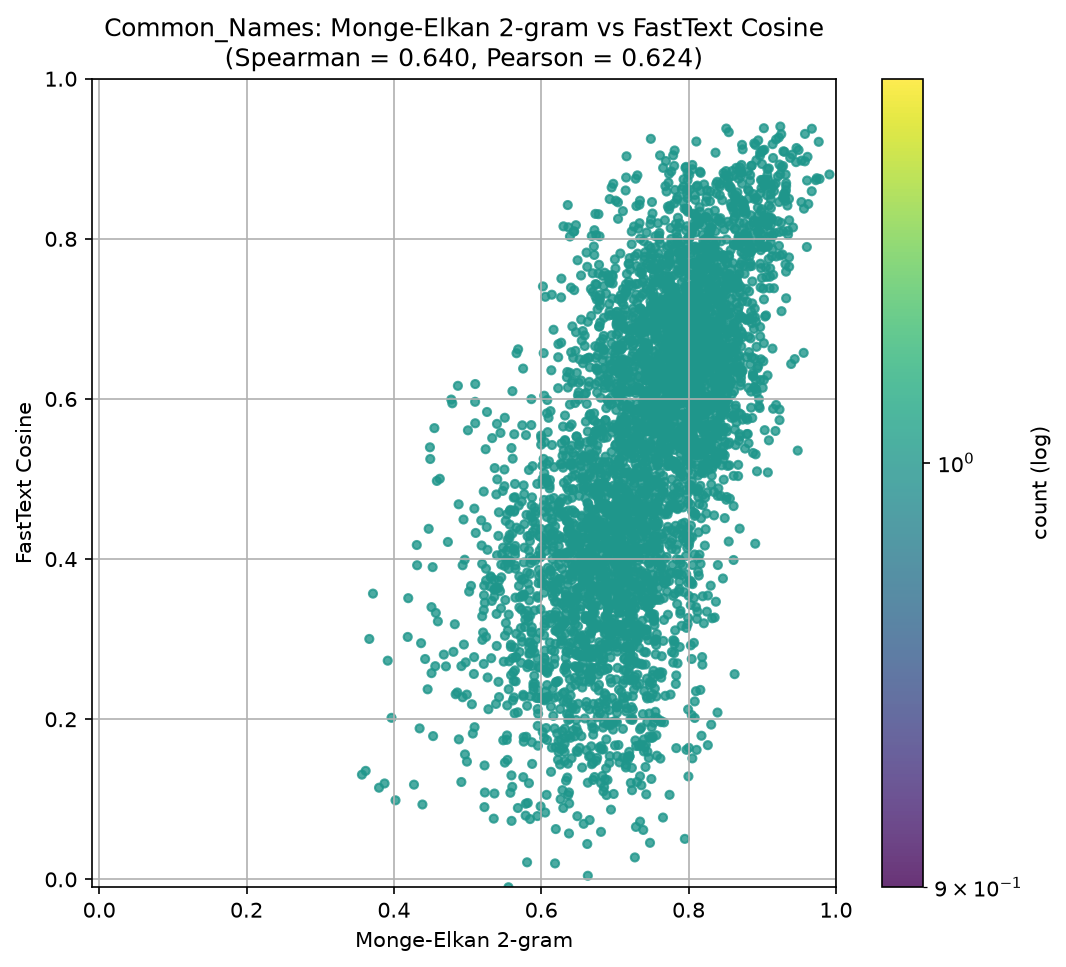 Common_Names: Monge-Elkan 2-gram vs FastText Cosine
(Spearman = 0.640, Pearson = 0.624)
1.0
0.8
0.6
0.4
0.2
0.0
FastText Cosine
0.0 0.2 0.4 0.6 0.8 1.0
Monge-Elkan 2-gram
10⁰
9 × 10⁻¹
count (log)